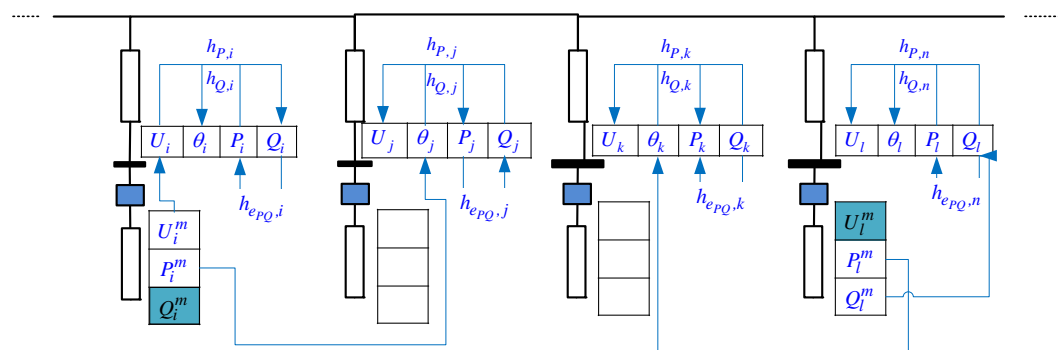 h_{P,i} h_{P,j} h_{P,k} h_{P,n}
h_{Q,i} h_{Q,j} h_{Q,k} h_{Q,n}
U_i θ_i P_i Q_i U_j θ_j P_j Q_j U_k θ_k P_k Q_k U_l θ_l P_l Q_l
h_{e_{PQ},i} h_{e_{PQ},j} h_{e_{PQ},k} h_{e_{PQ},n}
U_i^m U_l^m
P_i^m P_l^m
Q_i^m Q_l^m